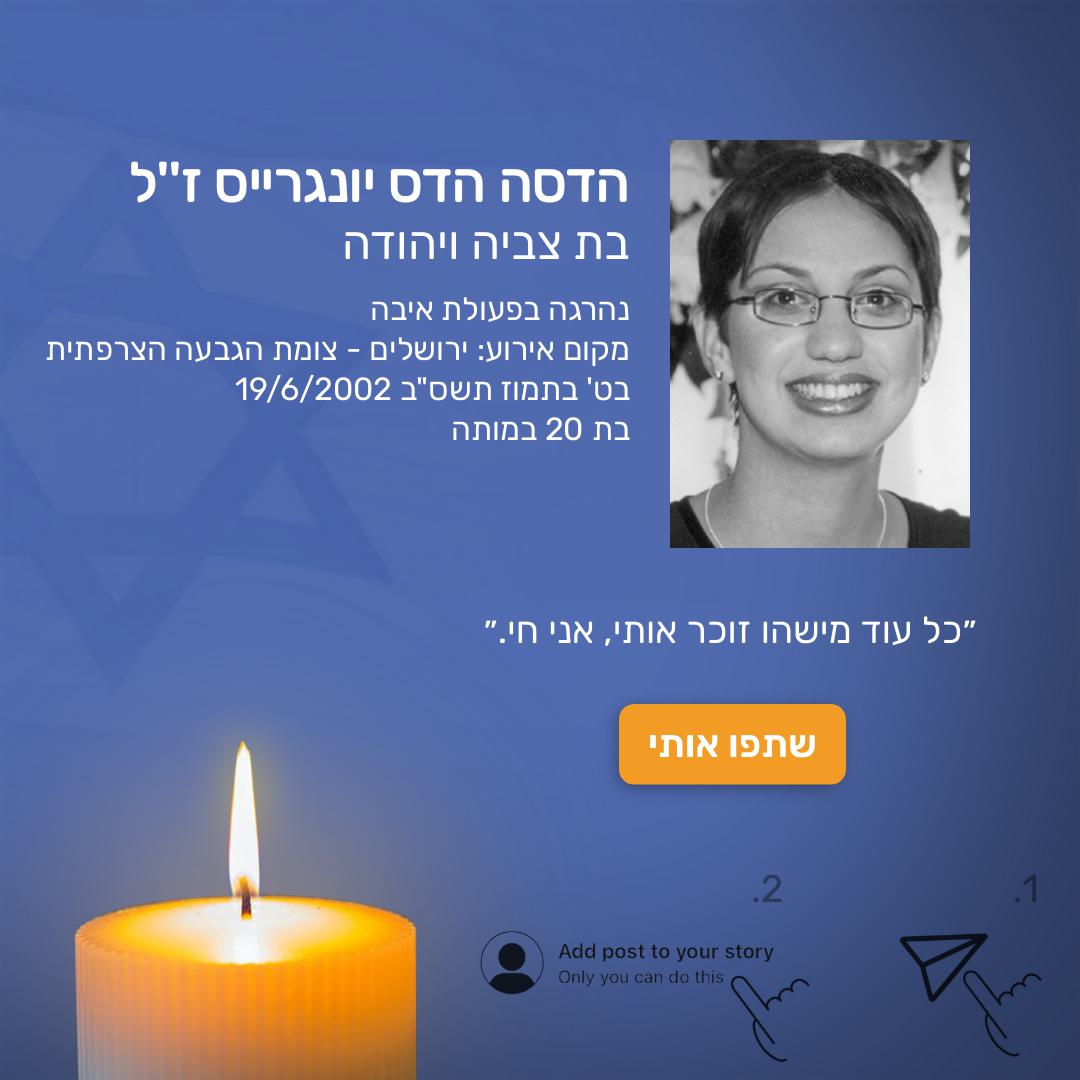 הדסה הדס יונגרייס ז"ל
בת צביה ויהודה
נהרגה בפעולת איבה
מקום אירוע: ירושלים - צומת הגבעה הצרפתית
בט' בתמוז תשס"ב 19/6/2002
בת 20 במותה
״כל עוד מישהו זוכר אותי, אני חי.״
שתפו אותי
.1
.2
Add post to your story
Only you can do this